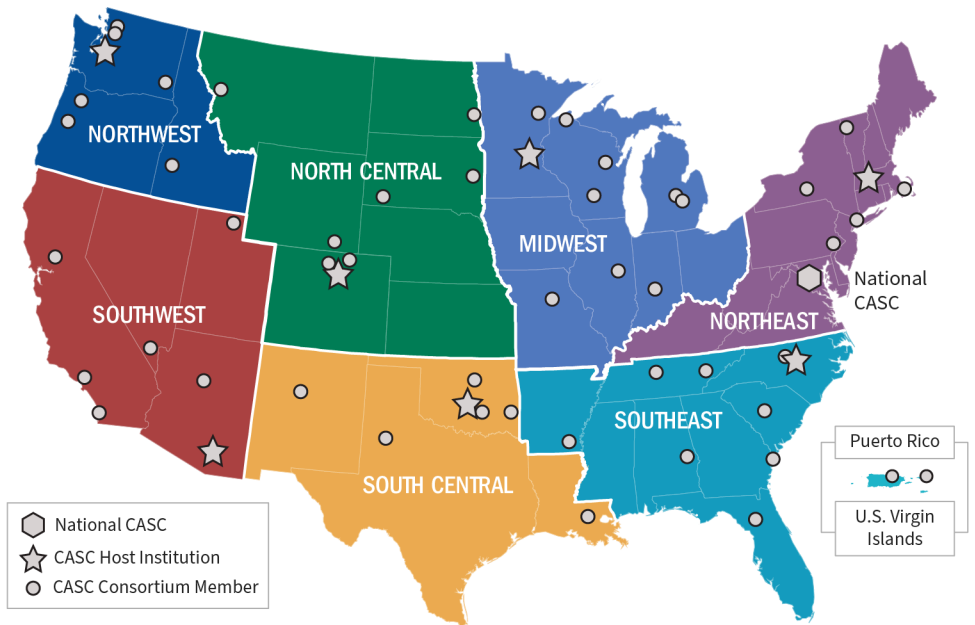 NORTHWEST
NORTH CENTRAL
MIDWEST
National
CASC
SOUTHWEST
NORTHEAST
SOUTHEAST
Puerto Rico
SOUTH CENTRAL
U.S. Virgin
Islands
National CASC
CASC Host Institution
CASC Consortium Member